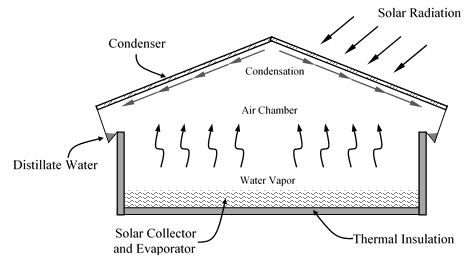 Solar Radiation
Condenser
Condensation
Air Chamber
Distillate Water
Water Vapor
Solar Collector
and Evaporator
Thermal Insulation